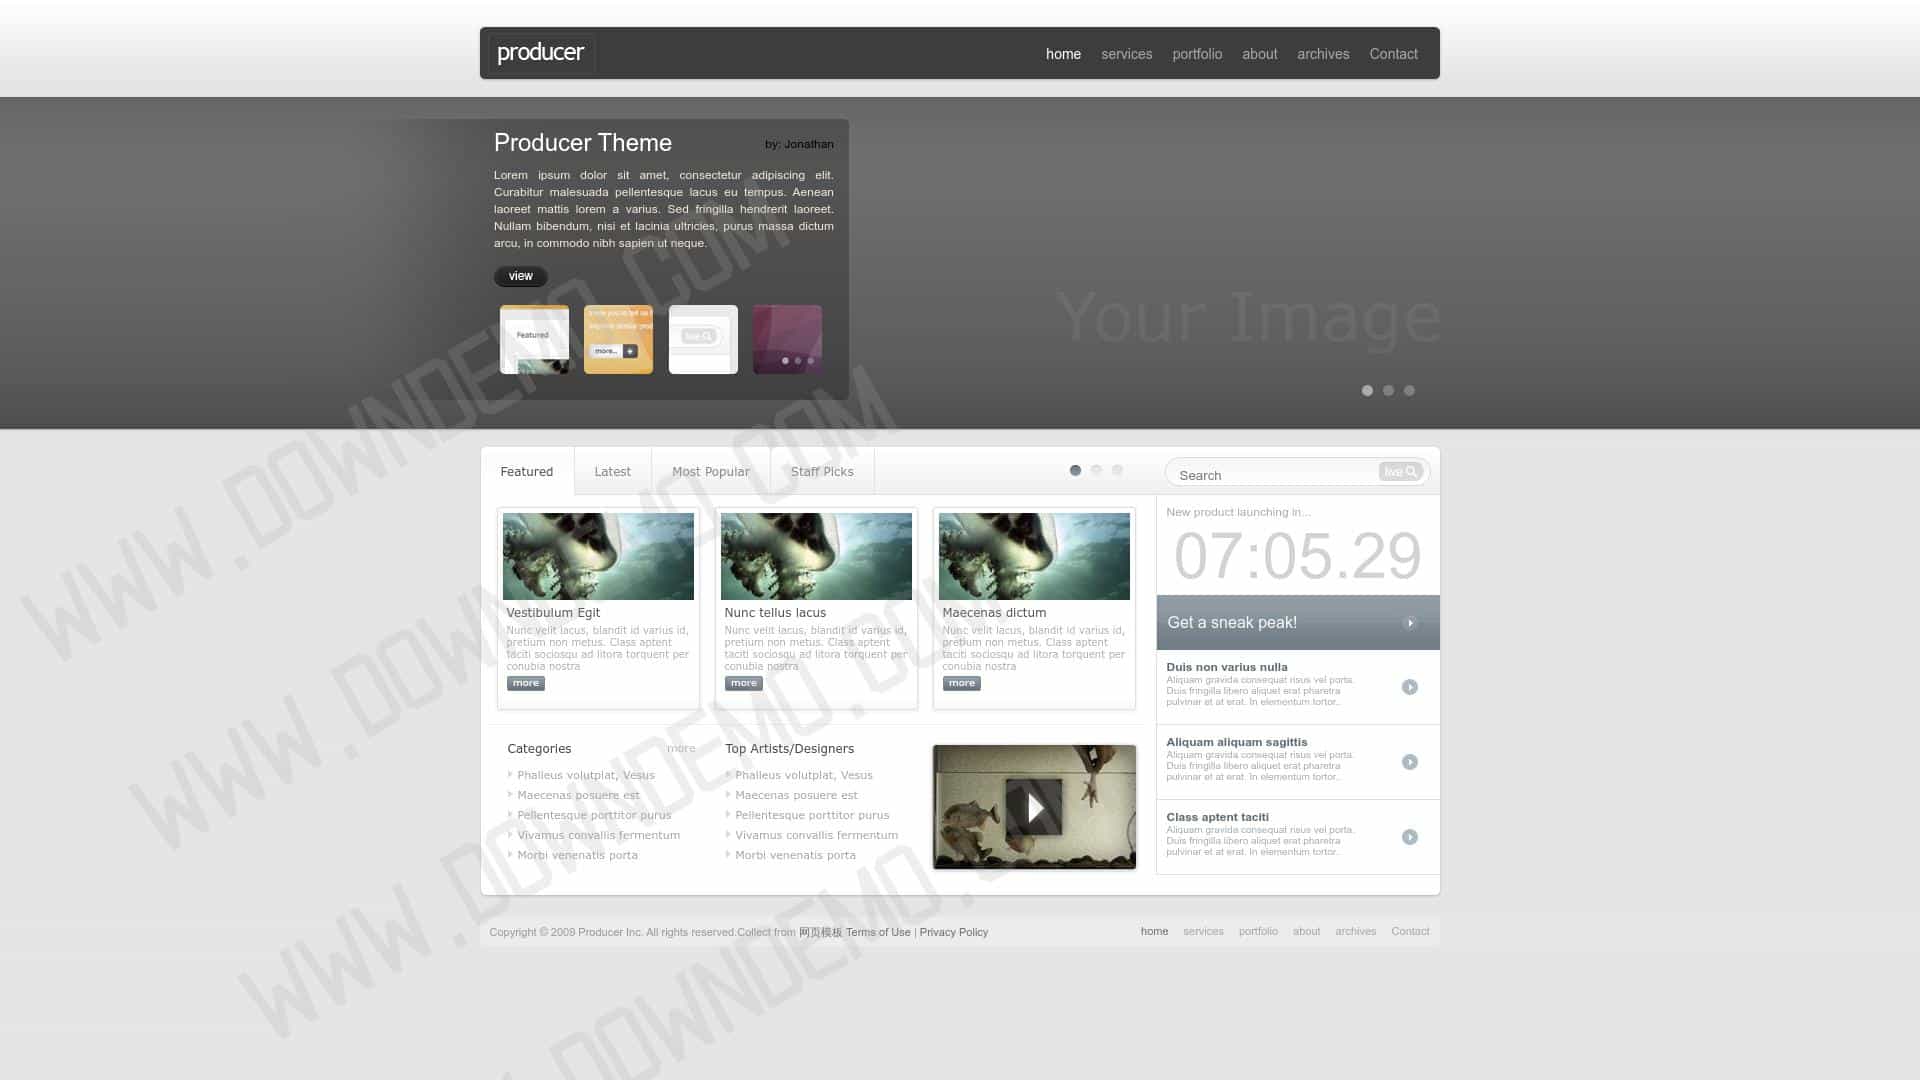 producer
home services portfolio about archives Contact
Producer Theme
by: Jonathan
Lorem ipsum dolor sit amet, consectetur adipiscing elit.
Curabitur malesuada pellentesque lacus eu tempus. Aenean
laoreet mattis lorem a varius. Sed fringilla hendrerit laoreet.
Nullam bibendum, nisi et lacinia ultricies, purus massa dictum
arcu, in commodo nibh sapien ut neque.
view
Featured
more...
live
Your Image
Featured Latest Most Popular Staff Picks
Search
live
Vestibulum Egit
Nunc velit lacus, blandit id varius id,
pretium non metus. Class aptent
taciti sociosqu ad litora torquent per
conubia nostra
more
Nunc tellus lacus
Nunc velit lacus, blandit id varius id,
pretium non metus. Class aptent
taciti sociosqu ad litora torquent per
conubia nostra
more
Maecenas dictum
Nunc velit lacus, blandit id varius id,
pretium non metus. Class aptent
taciti sociosqu ad litora torquent per
conubia nostra
more
New product launching in...
07:05.29
Get a sneak peak!
Duis non varius nulla
Aliquam gravida consequat risus vel porta.
Duis fringilla libero aliquet erat pharetra
pulvinar et at erat. In elementum tortor..
Aliquam aliquam sagittis
Aliquam gravida consequat risus vel porta.
Duis fringilla libero aliquet erat pharetra
pulvinar et at erat. In elementum tortor..
Class aptent taciti
Aliquam gravida consequat risus vel porta.
Duis fringilla libero aliquet erat pharetra
pulvinar et at erat. In elementum tortor..
Categories more
Phalleus volutplat, Vesus
Maecenas posuere est
Pellentesque porttitor purus
Vivamus convallis fermentum
Morbi venenatis porta
Top Artists/Designers
Phalleus volutplat, Vesus
Maecenas posuere est
Pellentesque porttitor purus
Vivamus convallis fermentum
Morbi venenatis porta
Copyright © 2009 Producer Inc. All rights reserved.Collect from 网页模板 Terms of Use | Privacy Policy
home services portfolio about archives Contact
WWW.DOWNDEMO.COM
WWW.DOWNDEMO.COM
WWW.DOWNDEMO.COM